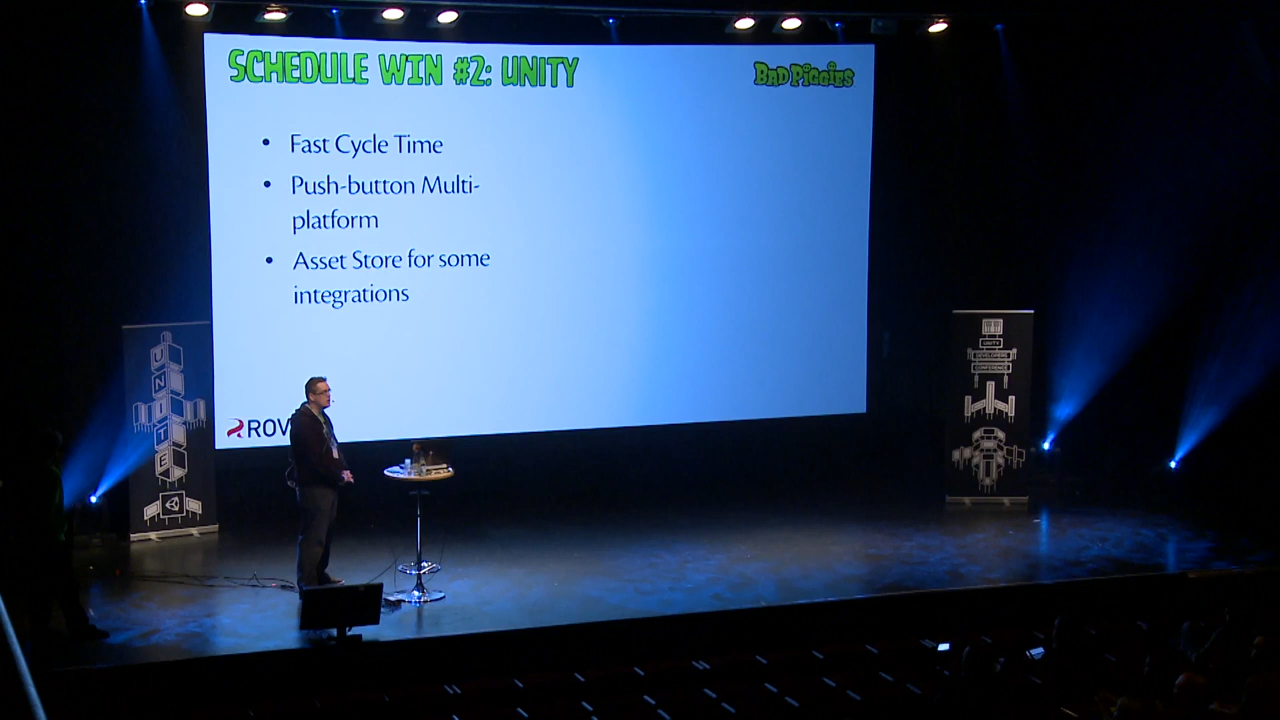 SCHEDULE WIN #2: UNITY
BAD PIGGIES
• Fast Cycle Time
• Push-button Multi-
platform
• Asset Store for some
integrations
ROV
UNITE
UNITY
DEVELOPERS
CONFERENCE